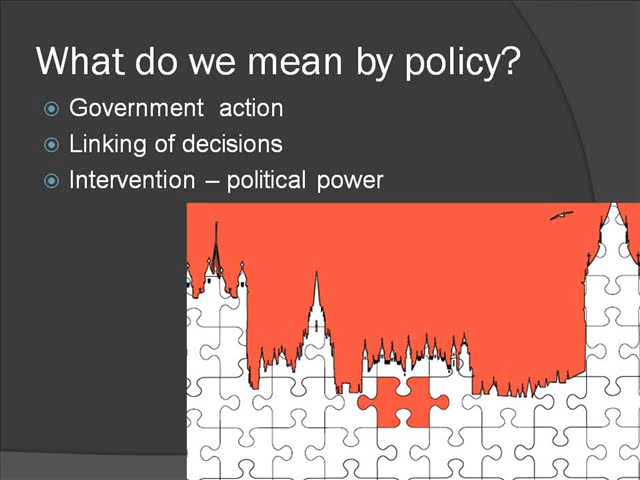 What do we mean by policy?
Government action
Linking of decisions
Intervention – political power